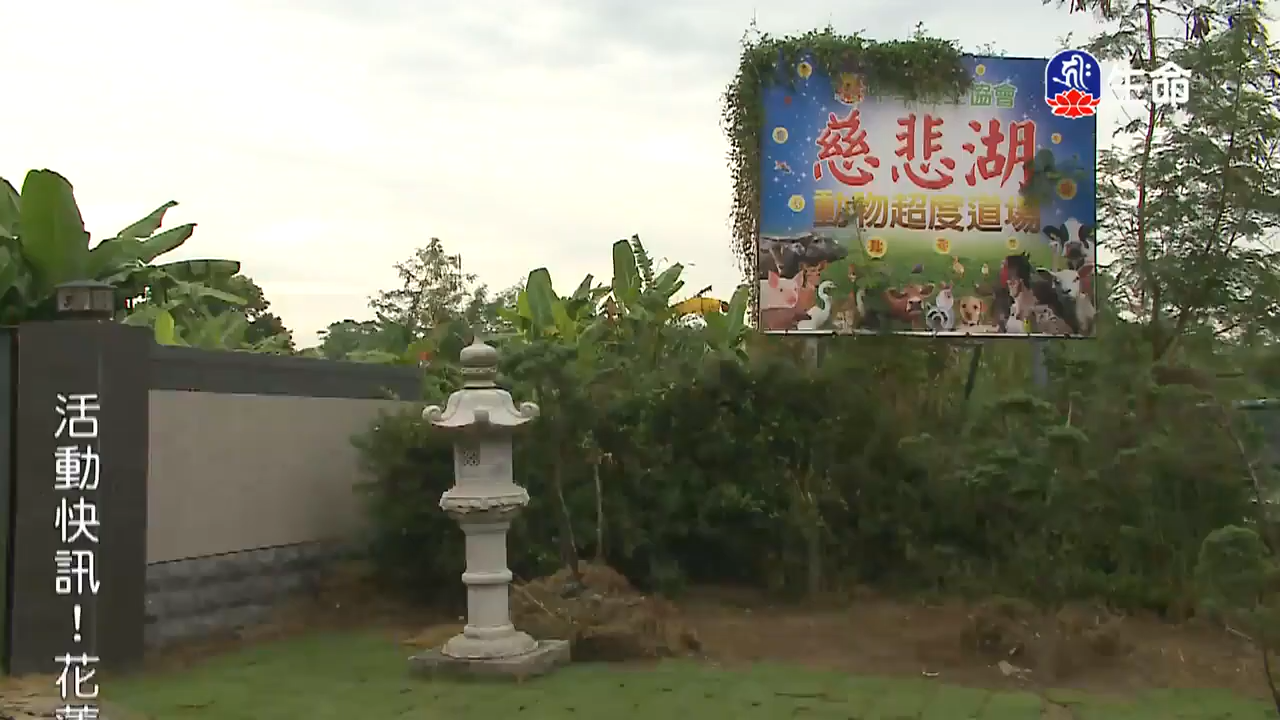 協會
慈悲湖
動物超度道場
生命
活動快訊！花